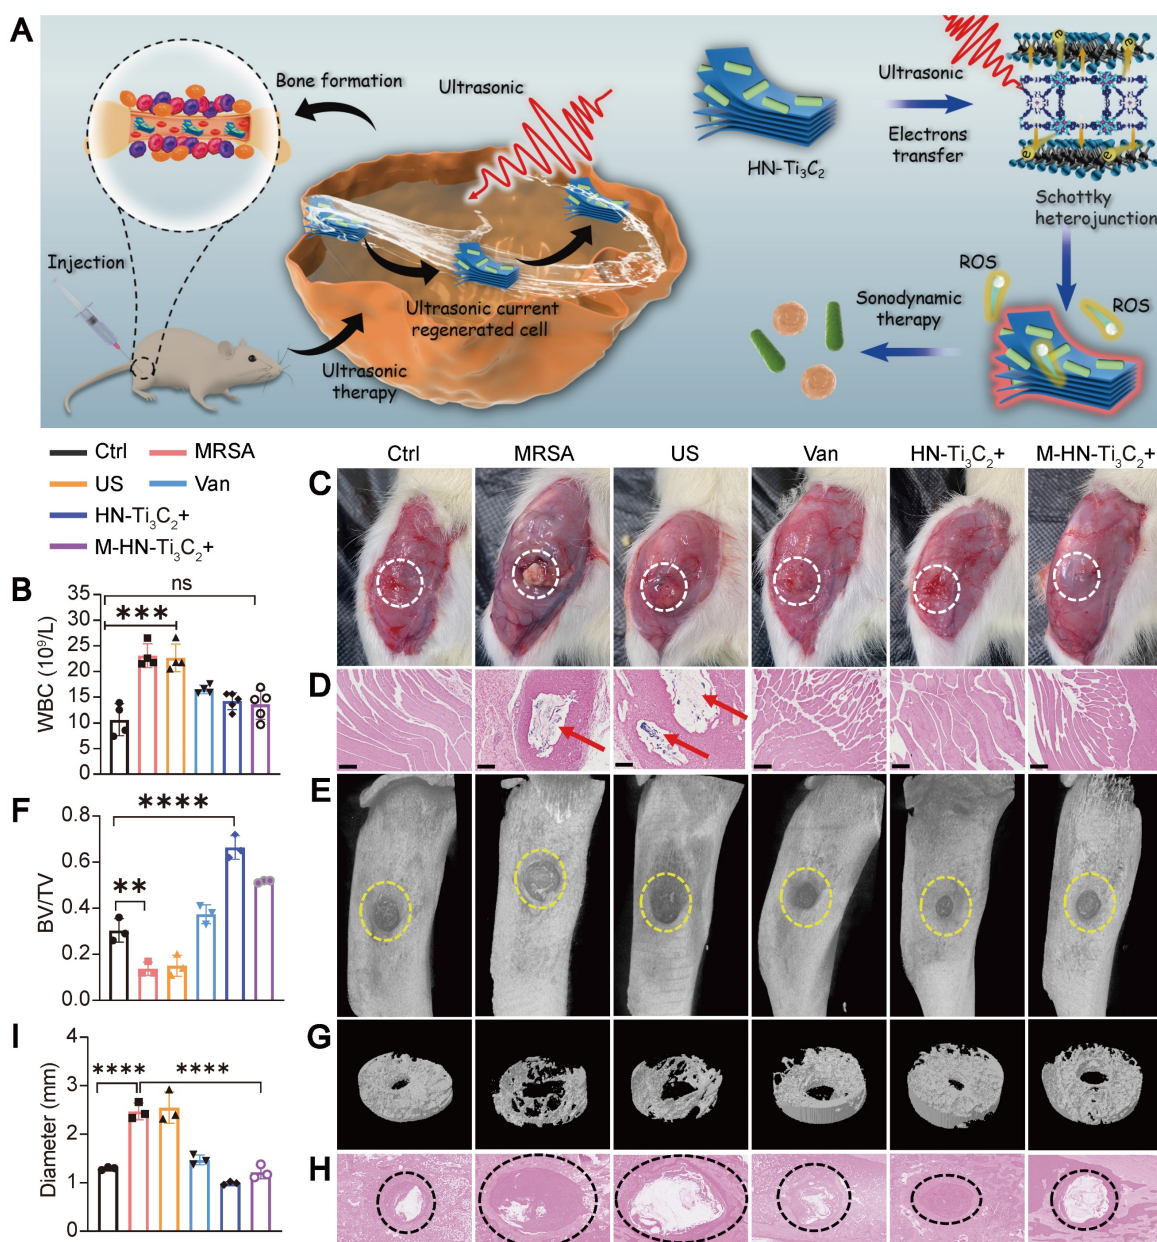 A
Bone formation
Ultrasonic
Injection
Ultrasonic current
regenerated cell
Ultrasonic
therapy
HN-Ti₃C₂
Ultrasonic
Electrons
transfer
e
e
e
e
Schottky
heterojunction
ROS
ROS
Sonodynamic
therapy
Ctrl
MRSA
US
Van
HN-Ti₃C₂+
M-HN-Ti₃C₂+
B
ns
***
WBC (10⁹/L)
35
30
25
20
15
10
5
0
C
Ctrl
MRSA
US
Van
HN-Ti₃C₂+
M-HN-Ti₃C₂+
D
E
F
****
**
BV/TV
0.8
0.6
0.4
0.2
0.0
G
H
I
****
****
Diameter (mm)
4
3
2
1
0